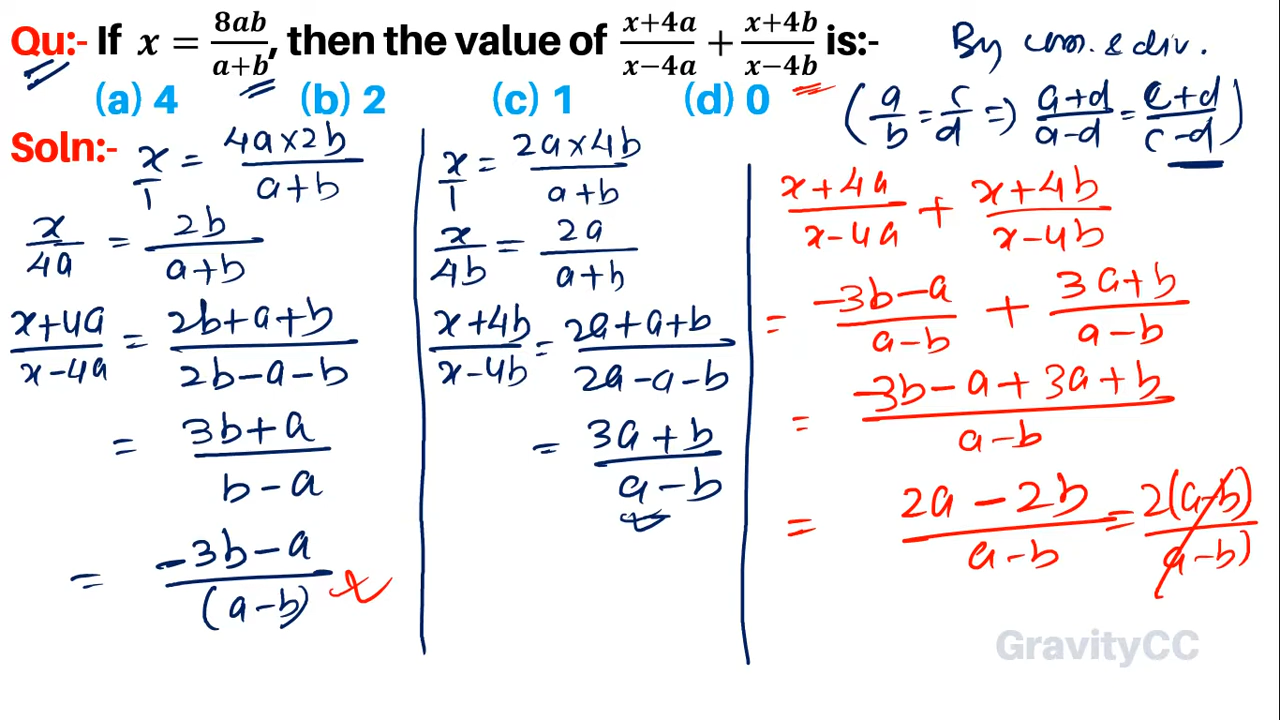 Qu:- If x = 8ab/(a+b), then the value of (x+4a)/(x−4a) + (x+4b)/(x−4b) is:-
(a) 4 (b) 2 (c) 1 (d) 0
By com. & div.
(a/b = c/d => (a+d)/(a-d) = (c+d)/(c-d))
Soln:-
x/1 = (4a×2b)/(a+b)
x/4a = 2b/(a+b)
(x+4a)/(x-4a) = (2b+a+b)/(2b-a-b)
= (3b+a)/(b-a)
= (-3b-a)/(a-b)
x/1 = (2a×4b)/(a+b)
x/4b = 2a/(a+b)
(x+4b)/(x-4b) = (2a+a+b)/(2a-a-b)
= (3a+b)/(a-b)
(x+4a)/(x-4a) + (x+4b)/(x-4b)
= (-3b-a)/(a-b) + (3a+b)/(a-b)
= (-3b-a+3a+b)/(a-b)
= (2a-2b)/(a-b) = 2(a-b)/(a-b)
GravityCC